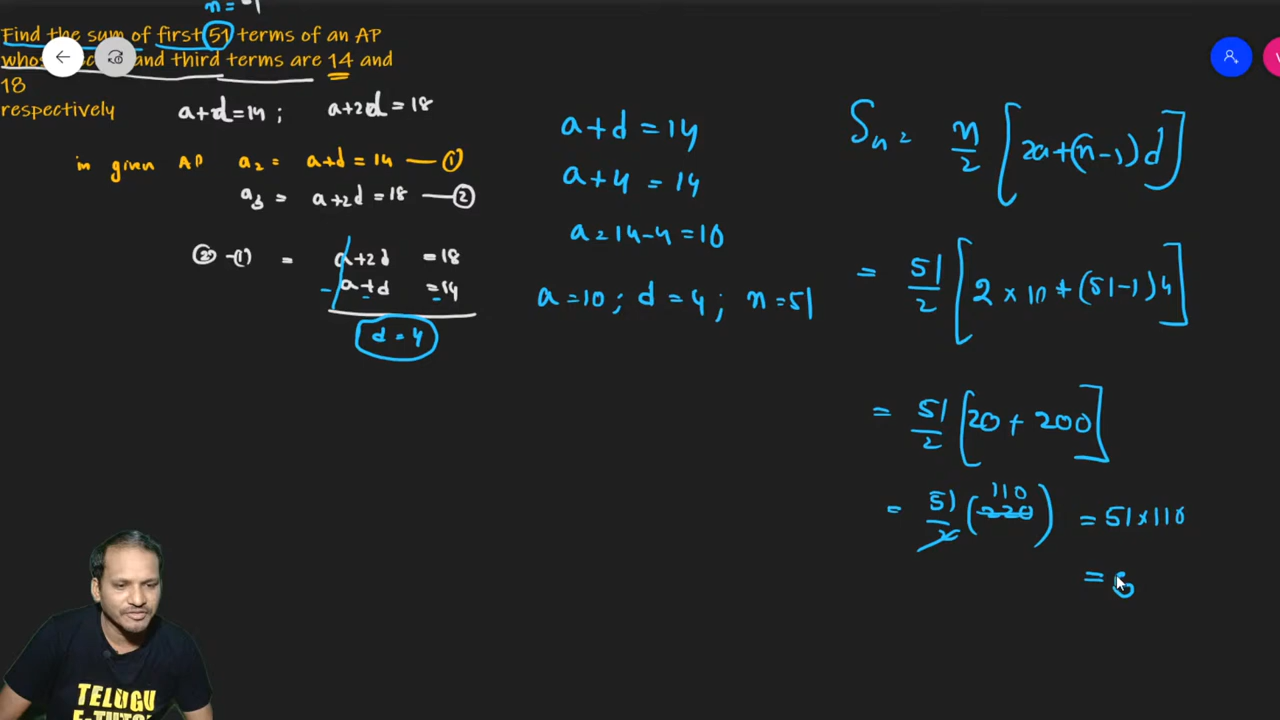 n = 51
Find the sum of first 51 terms of an AP
and third terms are 14 and
18
respectively
a+d=14 ; a+2d=18
in given AP a₂ = a+d = 14 — ①
a₃ = a+2d = 18 — ②
② - (1) = a+2d = 18
- a+d = 14
d = 4
a+d = 14
a+4 = 14
a = 14-4 = 10
a = 10 ; d = 4 ; n = 51
Sₙ = n/2 [2a+(n-1)d]
= 51/2 [2 × 10 + (51-1)4]
= 51/2 [20 + 200]
= 51/2 (220) 110 = 51×110
=
TELUGU
E-TUTOR